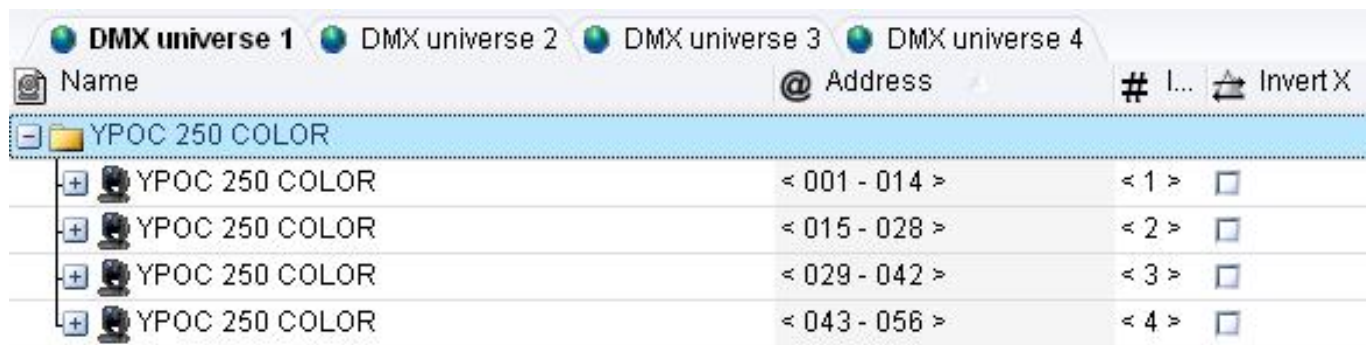 DMX universe 1 DMX universe 2 DMX universe 3 DMX universe 4
Name @ Address # I... Invert X
YPOC 250 COLOR
YPOC 250 COLOR < 001 - 014 > < 1 >
YPOC 250 COLOR < 015 - 028 > < 2 >
YPOC 250 COLOR < 029 - 042 > < 3 >
YPOC 250 COLOR < 043 - 056 > < 4 >